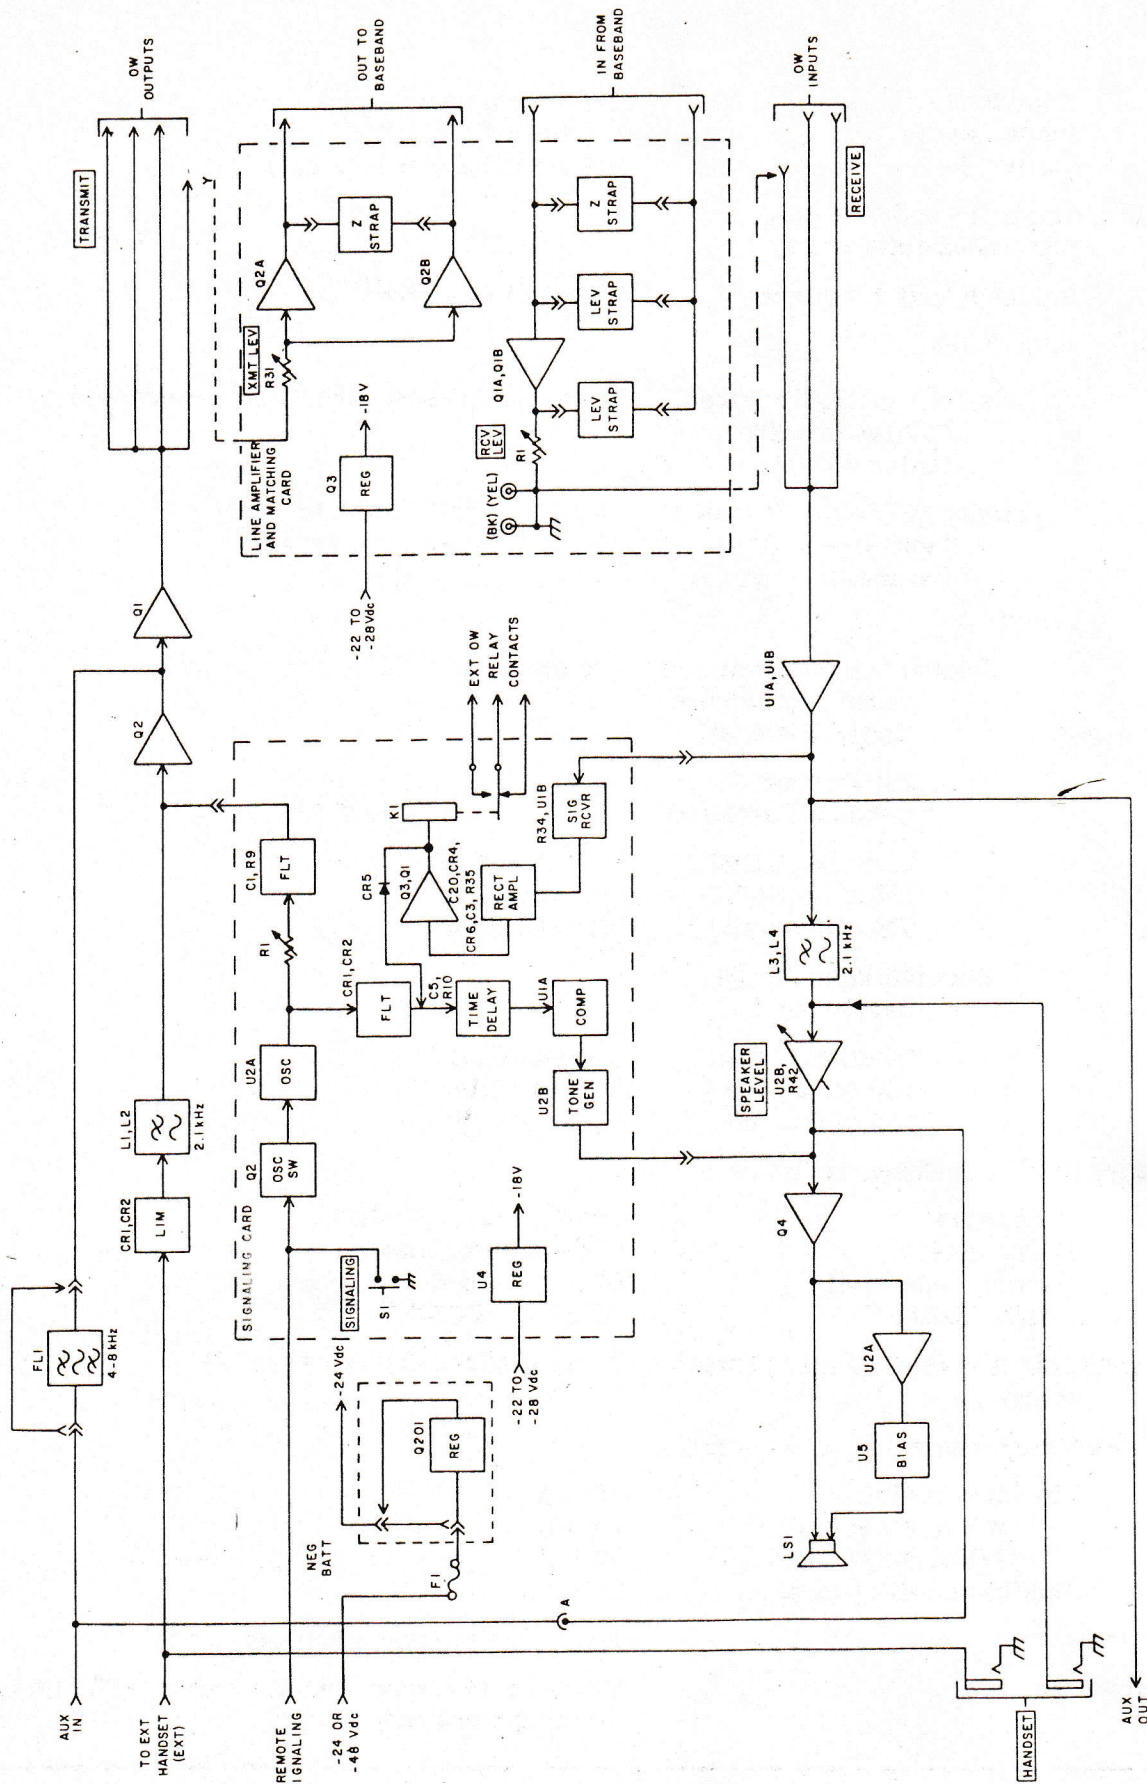 AUX
IN
TO EXT
HANDSET
(EXT)
REMOTE
IGNALING
-24 OR
-48 Vdc
FL1
4-8 kHz
CR1,CR2
LIM
L1,L2
2.1 kHz
Q2
Q1
TRANSMIT
OW
OUTPUTS
Y
SIGNALING CARD
Q2
OSC
SW
U2A
OSC
R1
C1, R9
FLT
SIGNALING
S1
CR1, CR2
FLT
CR5
K1
Q3,Q1
C20,CR4,
CR6,C3, R35
RECT
AMPL
R34,U1B
SIG
RCVR
C5,
R10
TIME
DELAY
U1A
COMP
U2B
TONE
GEN
U4
REG
-18V
-22 TO
-28 Vdc
EXT OW
RELAY
CONTACTS
NEG
BATT
-24 Vdc
Q201
REG
F1
LINE AMPLIFIER
AND MATCHING
CARD
XMT LEV
R31
Q2A
Q2B
Z
STRAP
OUT TO
BASEBAND
Q3
REG
-18V
-22 TO
-28Vdc
(BK)
(YEL)
RCV
LEV
R1
Q1A,Q1B
LEV
STRAP
LEV
STRAP
Z
STRAP
IN FROM
BASEBAND
OW
INPUTS
RECEIVE
U1A,U1B
L3, L4
2.1 kHz
SPEAKER
LEVEL
U2B,
R42
Q4
U2A
U5
BIAS
LS1
A
HANDSET
AUX
OUT